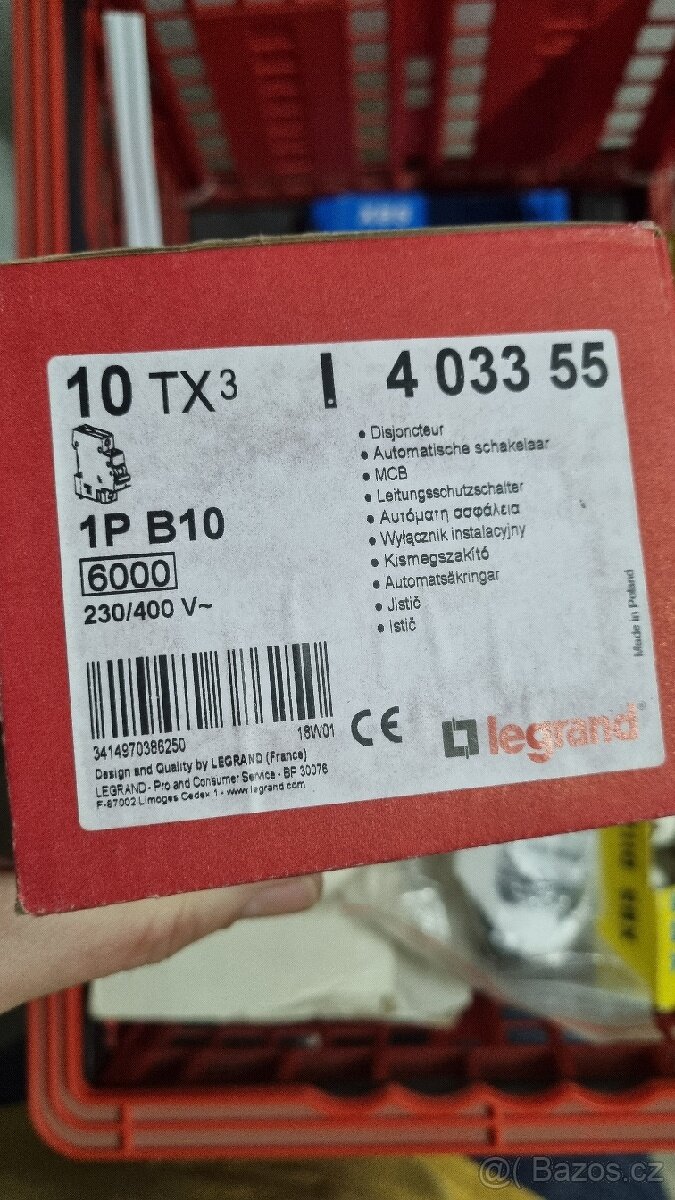 10 TX3 4 033 55
1P B10
6000
230/400 V~
• Disjoncteur
• Automatische schakelaar
• MCB
• Leitungsschutzschalter
• Αυτόματη ασφάλεια
• Wyłącznik instalacyjny
• Kismegszakító
• Automatsäkringar
• Jistič
• Istič
Made in Poland
3414970386250 18W01
Design and Quality by LEGRAND (France)
LEGRAND - Pro and Consumer Service - BP 30076
F-87002 Limoges Cedex 1 • www.legrand.com
CE
legrand®
@( Bazos.cz